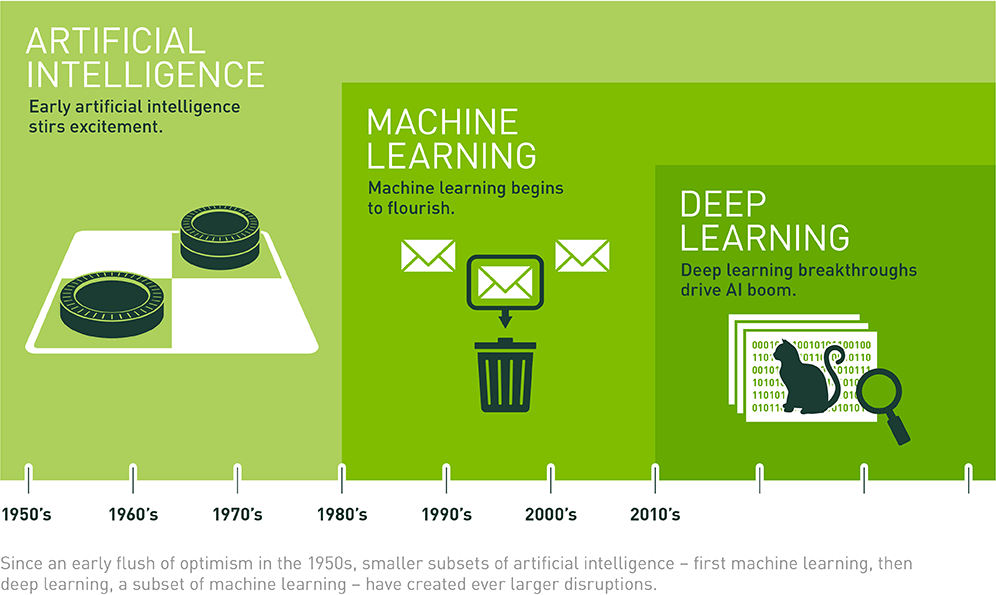 ARTIFICIAL
INTELLIGENCE
Early artificial intelligence
stirs excitement.
MACHINE
LEARNING
Machine learning begins
to flourish.
DEEP
LEARNING
Deep learning breakthroughs
drive AI boom.
1950's
1960's
1970's
1980's
1990's
2000's
2010's
Since an early flush of optimism in the 1950s, smaller subsets of artificial intelligence – first machine learning, then
deep learning, a subset of machine learning – have created ever larger disruptions.